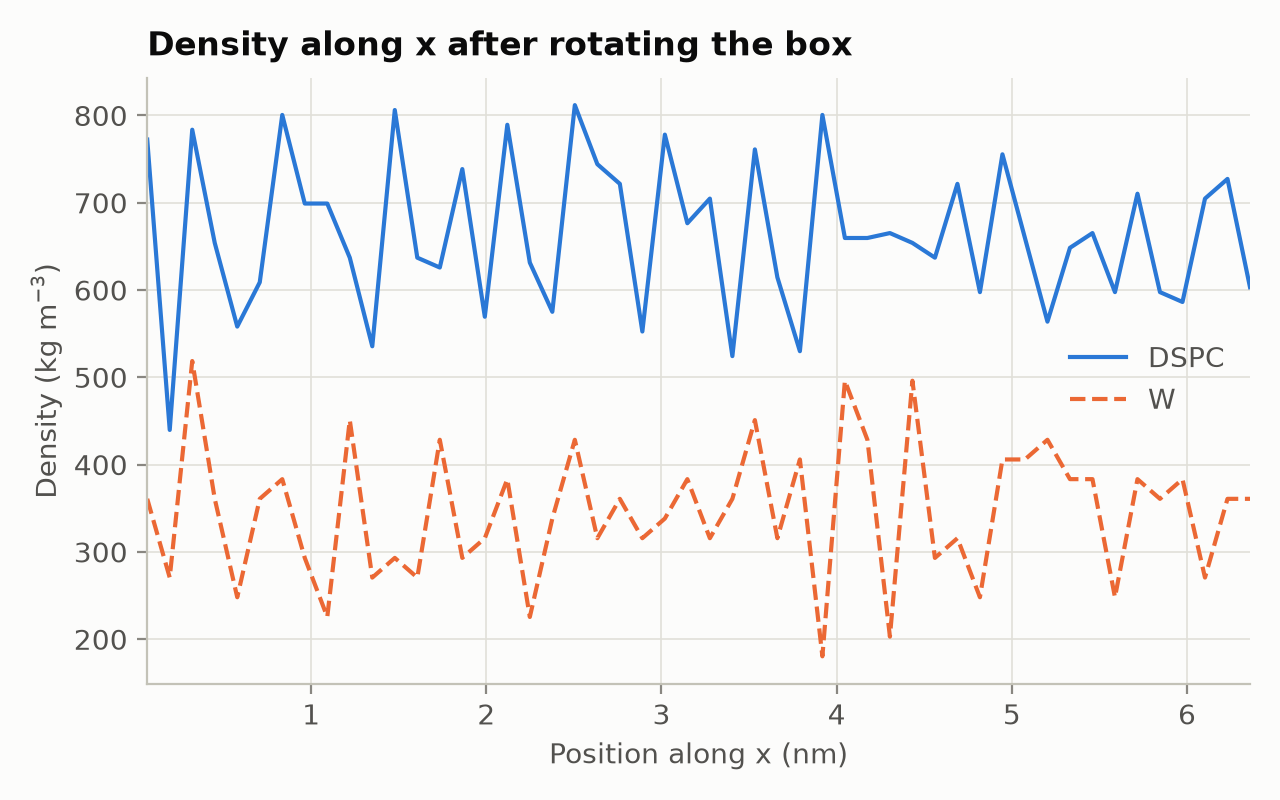 Density along x after rotating the box
800
700
600
500
400
300
200
Density (kg m⁻³)
DSPC
W
1 2 3 4 5 6
Position along x (nm)